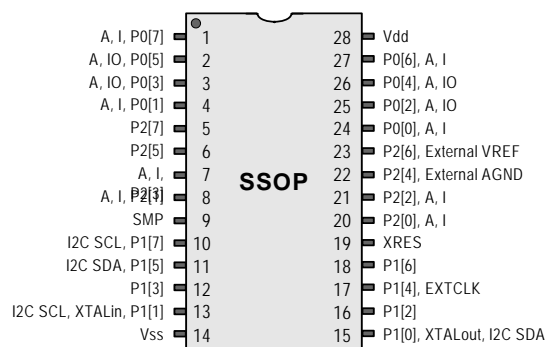 A, I, P0[7] 1 28 Vdd
A, IO, P0[5] 2 27 P0[6], A, I
A, IO, P0[3] 3 26 P0[4], A, IO
A, I, P0[1] 4 25 P0[2], A, IO
P2[7] 5 24 P0[0], A, I
P2[5] 6 23 P2[6], External VREF
A, I, 7 22 P2[4], External AGND
P2[3]
A, I, P2[1] 8 21 P2[2], A, I
SSOP
SMP 9 20 P2[0], A, I
I2C SCL, P1[7] 10 19 XRES
I2C SDA, P1[5] 11 18 P1[6]
P1[3] 12 17 P1[4], EXTCLK
I2C SCL, XTALin, P1[1] 13 16 P1[2]
Vss 14 15 P1[0], XTALout, I2C SDA